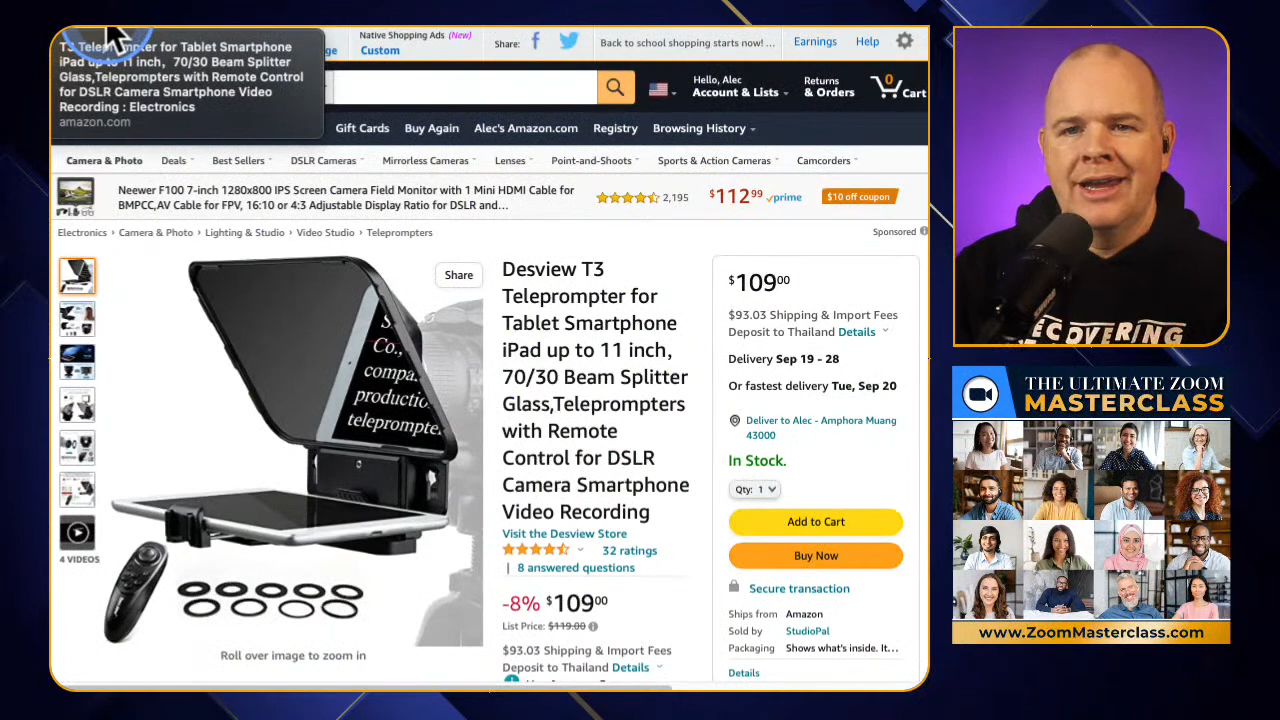 T3 Teleprompter for Tablet Smartphone
iPad up to 11 inch, 70/30 Beam Splitter
Glass,Teleprompters with Remote Control
for DSLR Camera Smartphone Video
Recording : Electronics
amazon.com
Native Shopping Ads (New)
Custom
Share:
Back to school shopping starts now! ...
Earnings
Help
Hello, Alec
Account & Lists
Returns
& Orders
0
Cart
Gift Cards
Buy Again
Alec's Amazon.com
Registry
Browsing History
Camera & Photo
Deals
Best Sellers
DSLR Cameras
Mirrorless Cameras
Lenses
Point-and-Shoots
Sports & Action Cameras
Camcorders
Neewer F100 7-inch 1280x800 IPS Screen Camera Field Monitor with 1 Mini HDMI Cable for
BMPCC,AV Cable for FPV, 16:10 or 4:3 Adjustable Display Ratio for DSLR and...
2,195
$112.99
prime
$10 off coupon
Electronics › Camera & Photo › Lighting & Studio › Video Studio › Teleprompters
Sponsored
Share
Co.,
compa
productio
teleprompter
4 VIDEOS
Roll over image to zoom in
Desview T3
Teleprompter for
Tablet Smartphone
iPad up to 11 inch,
70/30 Beam Splitter
Glass,Teleprompters
with Remote
Control for DSLR
Camera Smartphone
Video Recording
Visit the Desview Store
32 ratings
| 8 answered questions
-8% $109.00
List Price: $119.00
$93.03 Shipping & Import Fees
Deposit to Thailand Details
$109.00
$93.03 Shipping & Import Fees
Deposit to Thailand Details
Delivery Sep 19 - 28
Or fastest delivery Tue, Sep 20
Deliver to Alec - Amphora Muang
43000
In Stock.
Qty: 1
Add to Cart
Buy Now
Secure transaction
Ships from Amazon
Sold by StudioPal
Packaging Shows what's inside. It...
Details
ECOVERING
THE ULTIMATE ZOOM
MASTERCLASS
www.ZoomMasterclass.com